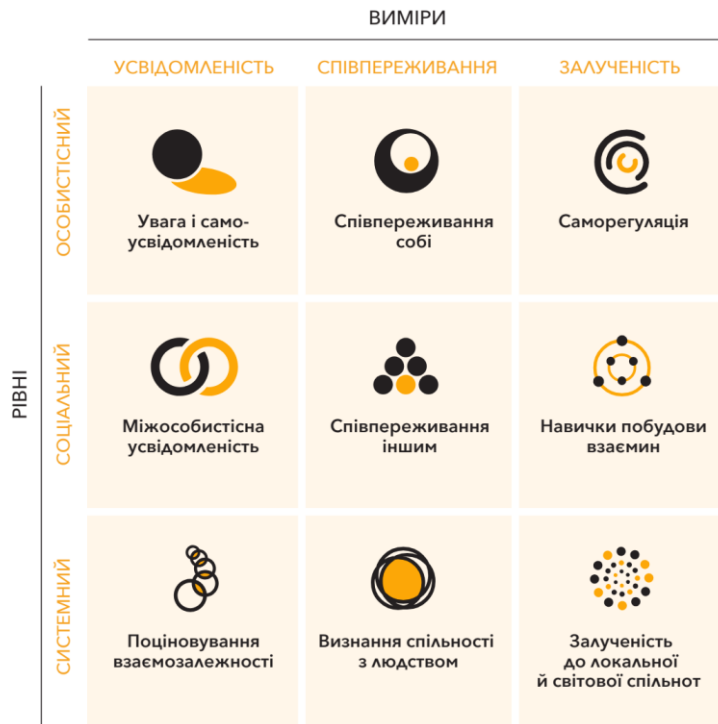 ВИМІРИ
УСВІДОМЛЕНІСТЬ
СПІВПЕРЕЖИВАННЯ
ЗАЛУЧЕНІСТЬ
РІВНІ
ОСОБИСТІСНИЙ
Увага і само-
усвідомленість
Співпереживання
собі
Саморегуляція
СОЦІАЛЬНИЙ
Міжособистісна
усвідомленість
Співпереживання
іншим
Навички побудови
взаємин
СИСТЕМНИЙ
Поціновування
взаємозалежності
Визнання спільності
з людством
Залученість
до локальної
й світової спільнот